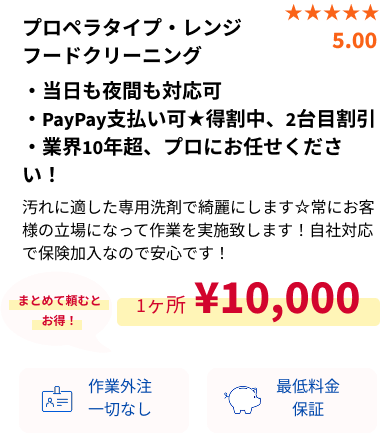 プロペラタイプ・レンジ
フードクリーニング
★★★★★
5.00
・当日も夜間も対応可
・PayPay支払い可★得割中、2台目割引
・業界10年超、プロにお任せくださ
い！
汚れに適した専用洗剤で綺麗にします☆常にお客
様の立場になって作業を実施致します！自社対応
で保険加入なので安心です！
まとめて頼むと
お得！
1ヶ所 ¥10,000
作業外注
一切なし
最低料金
保証